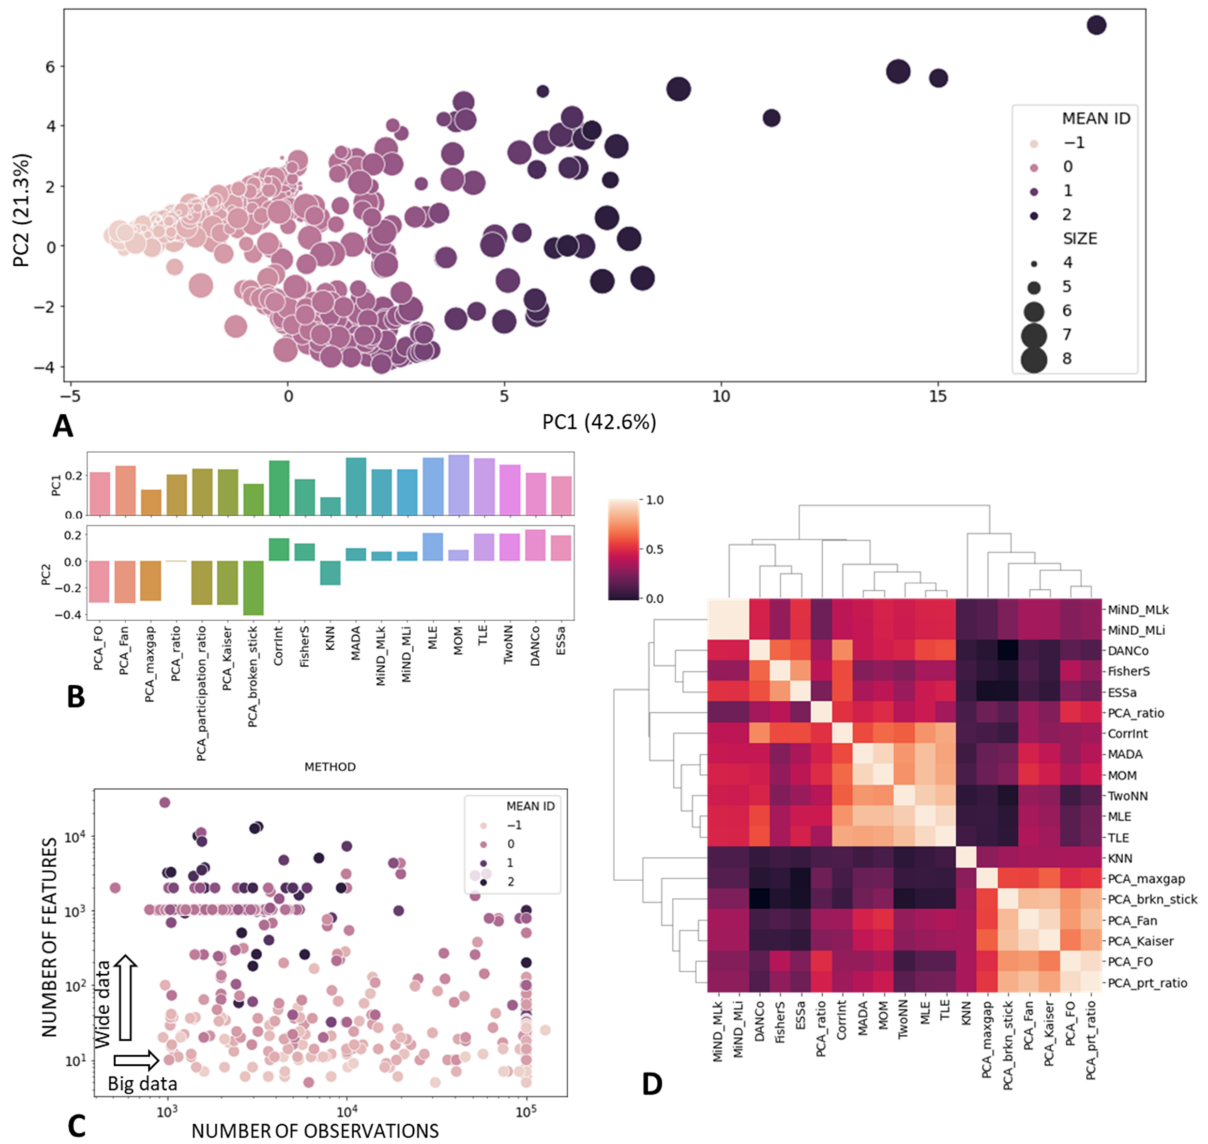 6
4
2
0
−2
−4
PC2 (21.3%)
−5
0
5
10
15
PC1 (42.6%)
MEAN ID
−1
0
1
2
SIZE
4
5
6
7
8
A
PC1
0.2
0.0
PC2
0.2
0.0
−0.2
−0.4
PCA_FO
PCA_Fan
PCA_maxgap
PCA_ratio
PCA_participation_ratio
PCA_Kaiser
PCA_broken_stick
CorrInt
FisherS
KNN
MADA
MiND_MLk
MiND_MLi
MLE
MOM
TLE
TwoNN
DANCo
ESSa
METHOD
B
NUMBER OF FEATURES
10⁴
10³
10²
10¹
MEAN ID
−1
0
1
2
Wide data
Big data
10³
10⁴
10⁵
NUMBER OF OBSERVATIONS
C
1.0
0.5
0.0
MiND_MLk
MiND_MLi
DANCo
FisherS
ESSa
PCA_ratio
CorrInt
MADA
MOM
TwoNN
MLE
TLE
KNN
PCA_maxgap
PCA_brkn_stick
PCA_Fan
PCA_Kaiser
PCA_FO
PCA_prt_ratio
MiND_MLk
MiND_MLi
DANCo
FisherS
ESSa
PCA_ratio
CorrInt
MADA
MOM
TwoNN
MLE
TLE
KNN
PCA_maxgap
PCA_brkn_stick
PCA_Fan
PCA_Kaiser
PCA_FO
PCA_prt_ratio
D